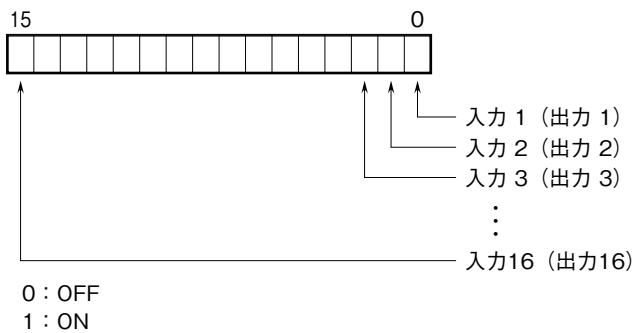 15 0
入力 1（出力 1）
入力 2（出力 2）
入力 3（出力 3）
⋮
入力16（出力16）
0：OFF
1：ON